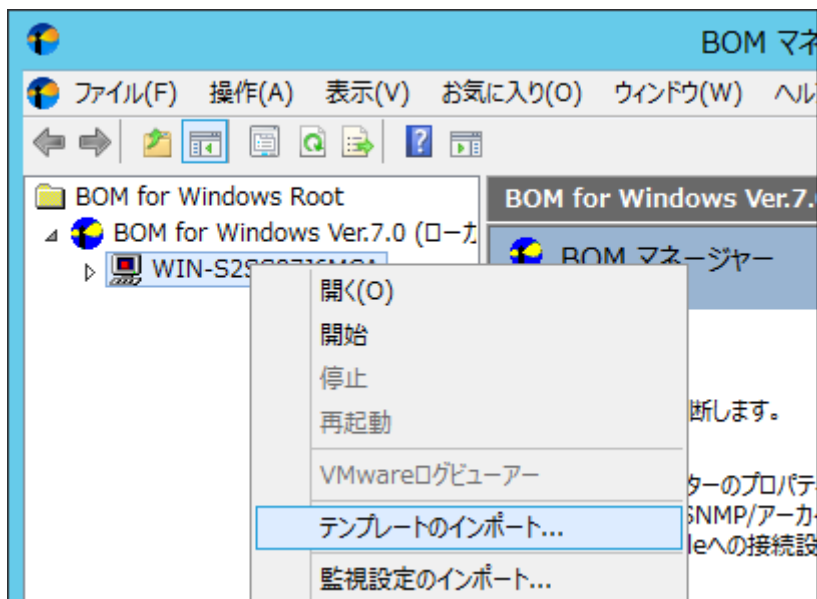 BOM マネ
ファイル(F) 操作(A) 表示(V) お気に入り(O) ウィンドウ(W) ヘル
BOM for Windows Root
BOM for Windows Ver.7.0 (ローカ
BOM for Windows Ver.7.
BOM マネージャー
開く(O)
開始
停止
再起動
断します。
VMwareログビューアー
ターのプロパティ
テンプレートのインポート...
SNMP/アーカイ
leへの接続設
監視設定のインポート...